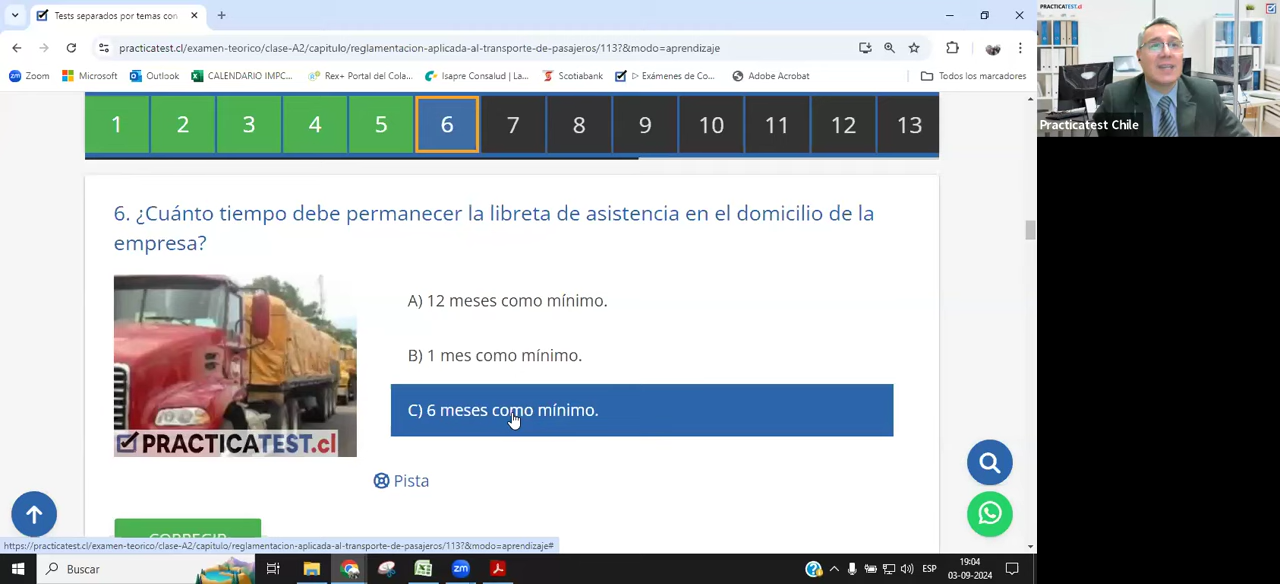 Tests separados por temas con
practicatest.cl/examen-teorico/clase-A2/capitulo/reglamentacion-aplicada-al-transporte-de-pasajeros/113?&modo=aprendizaje
Zoom
Microsoft
Outlook
CALENDARIO IMPC...
Rex+ Portal del Cola...
Isapre Consalud | La...
Scotiabank
▷ Exámenes de Co...
Adobe Acrobat
Todos los marcadores
PRACTICATEST.cl
Practicatest Chile
1 2 3 4 5 6 7 8 9 10 11 12 13
6. ¿Cuánto tiempo debe permanecer la libreta de asistencia en el domicilio de la
empresa?
A) 12 meses como mínimo.
B) 1 mes como mínimo.
C) 6 meses como mínimo.
PRACTICATEST.cl
Pista
CORREGIR
https://practicatest.cl/examen-teorico/clase-A2/capitulo/reglamentacion-aplicada-al-transporte-de-pasajeros/113?&modo=aprendizaje#
Buscar
ESP
19:04
03-09-2024